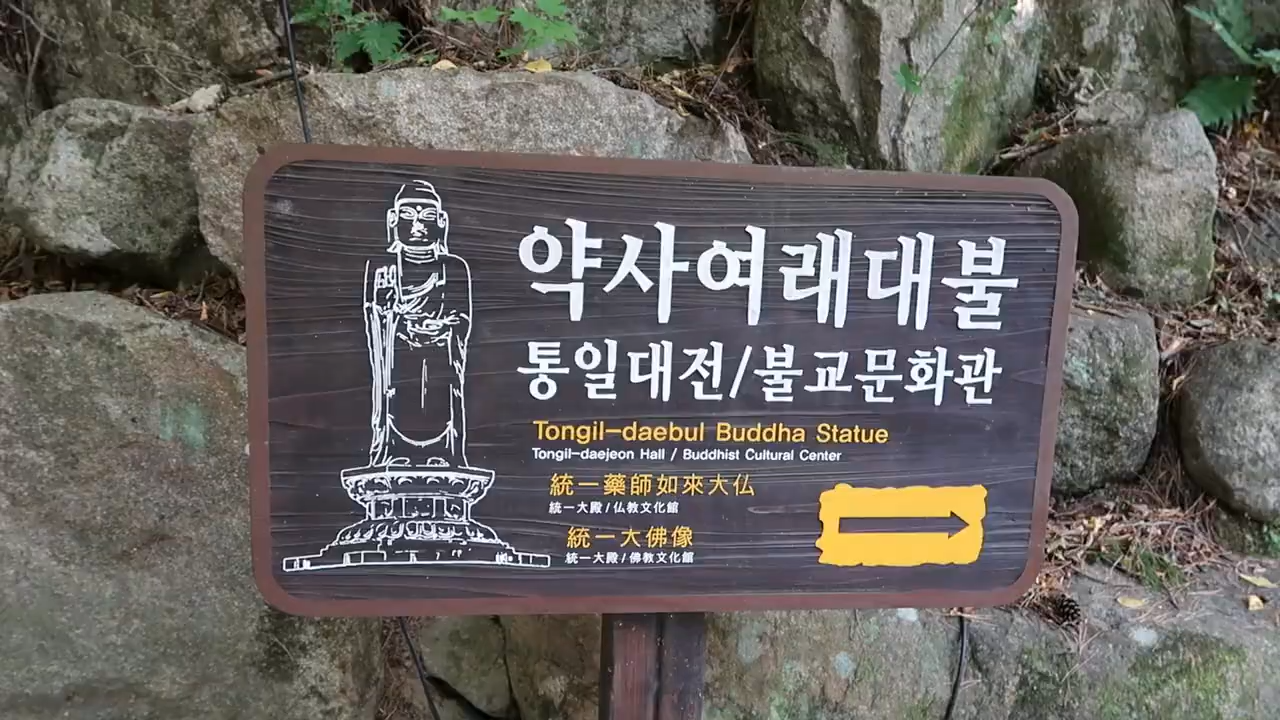 약사여래대불
통일대전/불교문화관
Tongil-daebul Buddha Statue
Tongil-daejeon Hall / Buddhist Cultural Center
統一藥師如來大仏
統一大殿/仏教文化館
統一大佛像
統一大殿/佛教文化館